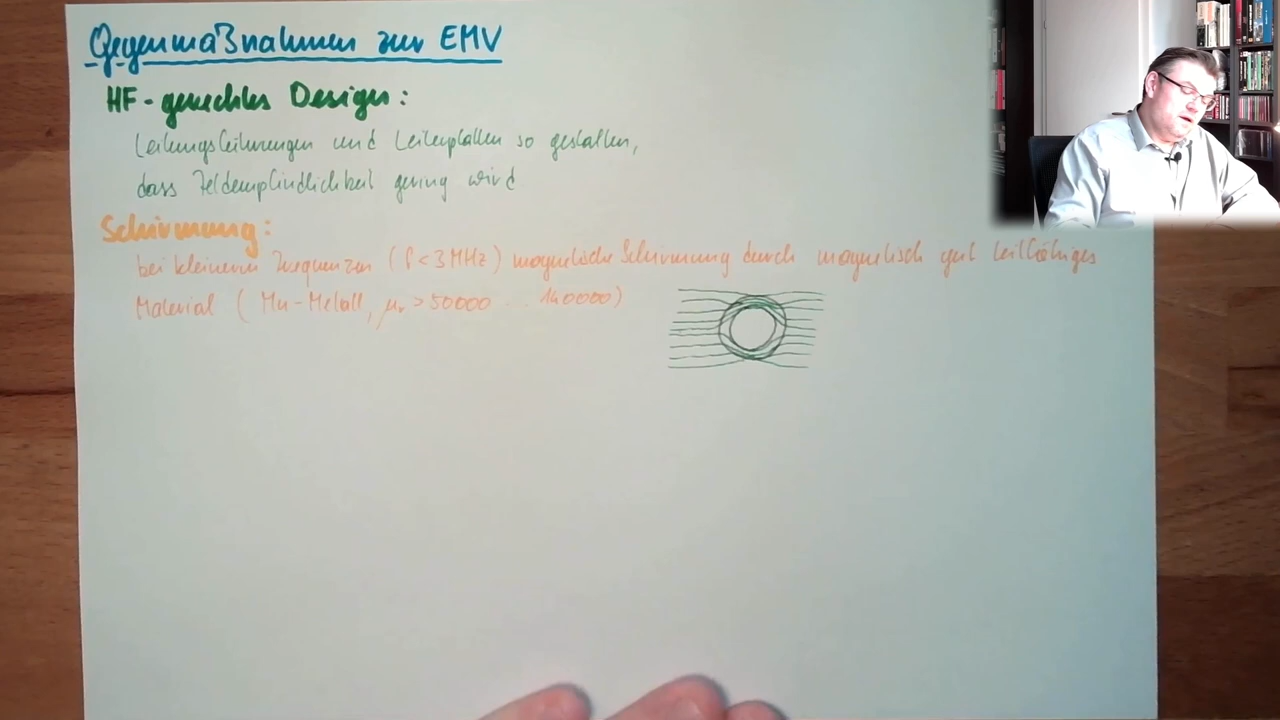 Gegenmaßnahmen zur EMV
HF-gerechtes Design:
Leitungsführungen und Leiterplatten so gestalten,
dass Feldempfindlichkeit gering wird
Schirmung:
bei kleinen Frequenzen (f < 3 MHz) magnetische Schirmung durch magnetisch gut leitfähiges
Material ( Mu-Metall, μr > 50000 ... 140000)